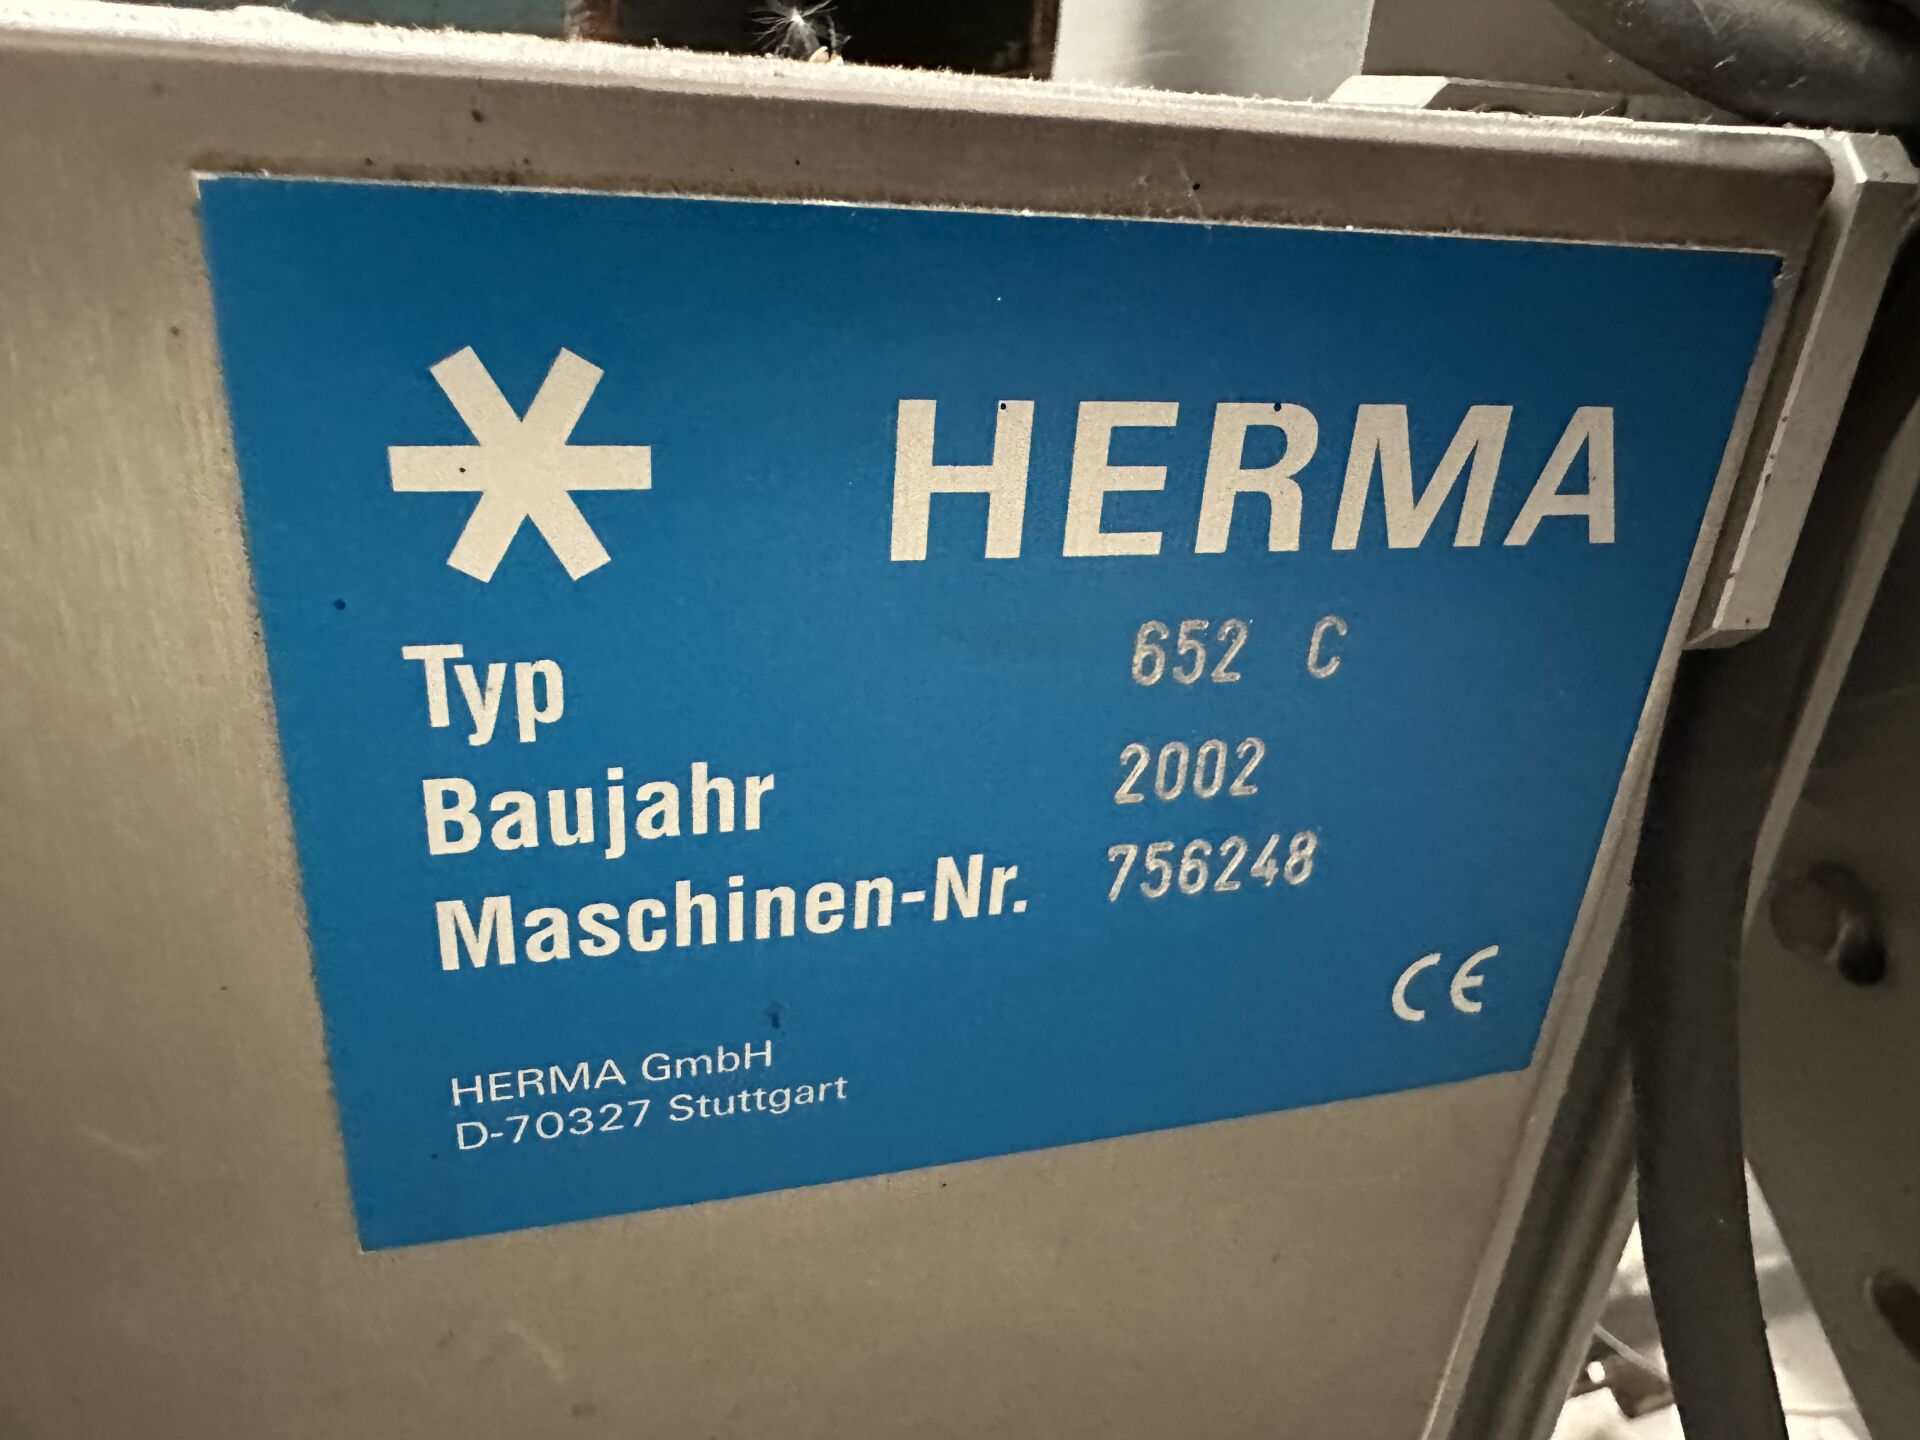 HERMA
Typ 652 C
Baujahr 2002
Maschinen-Nr. 756248
CE
HERMA GmbH
D-70327 Stuttgart